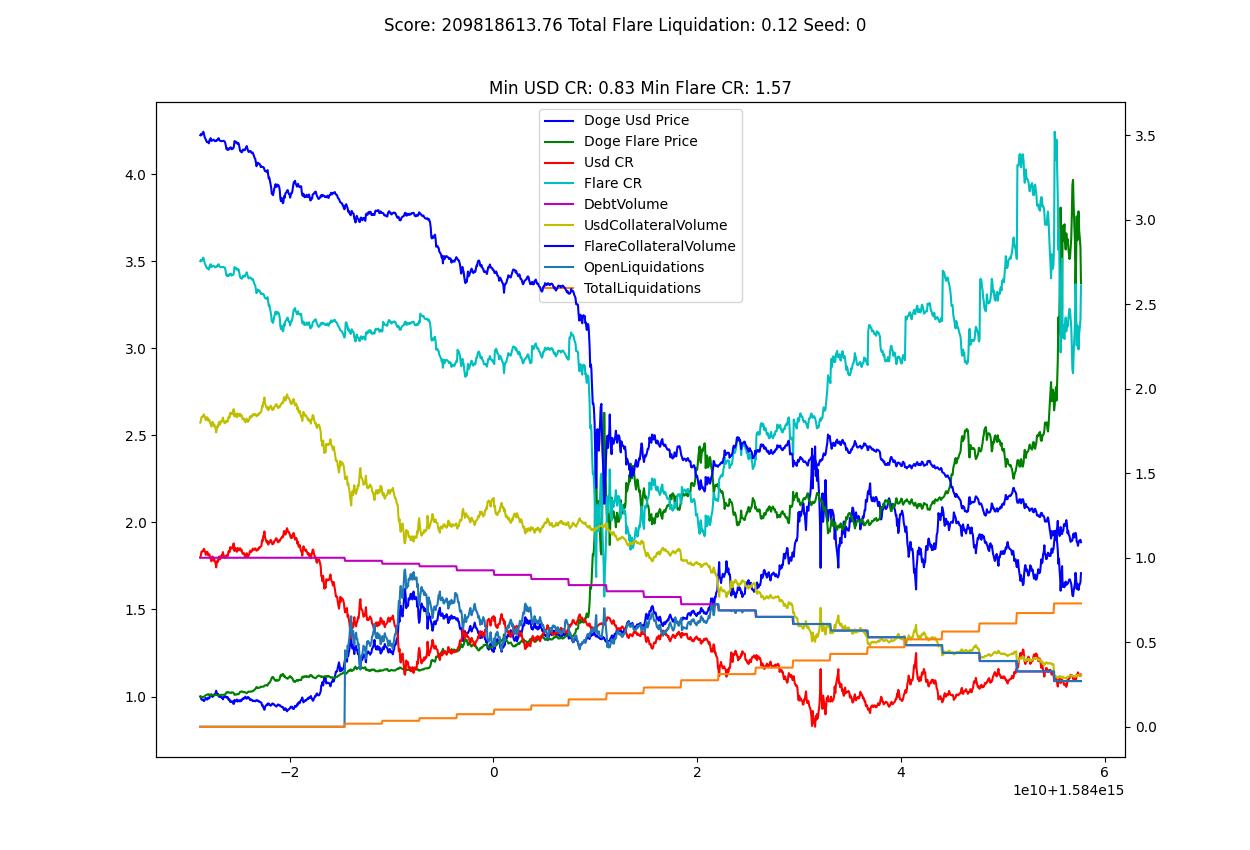 Score: 209818613.76 Total Flare Liquidation: 0.12 Seed: 0
Min USD CR: 0.83 Min Flare CR: 1.57
Doge Usd Price
Doge Flare Price
Usd CR
Flare CR
DebtVolume
UsdCollateralVolume
FlareCollateralVolume
OpenLiquidations
TotalLiquidations
4.0
3.5
3.0
2.5
2.0
1.5
1.0
3.5
3.0
2.5
2.0
1.5
1.0
0.5
0.0
−2 0 2 4 6
1e10+1.584e15